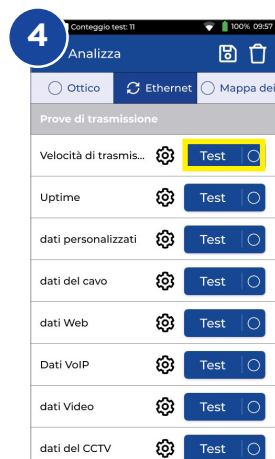 4
Conteggio test: 11 100% 09:57
Analizza
Ottico Ethernet Mappa dei
Prove di trasmissione
Velocità di trasmis... Test
Uptime Test
dati personalizzati Test
dati del cavo Test
dati Web Test
Dati VoIP Test
dati Video Test
dati del CCTV Test